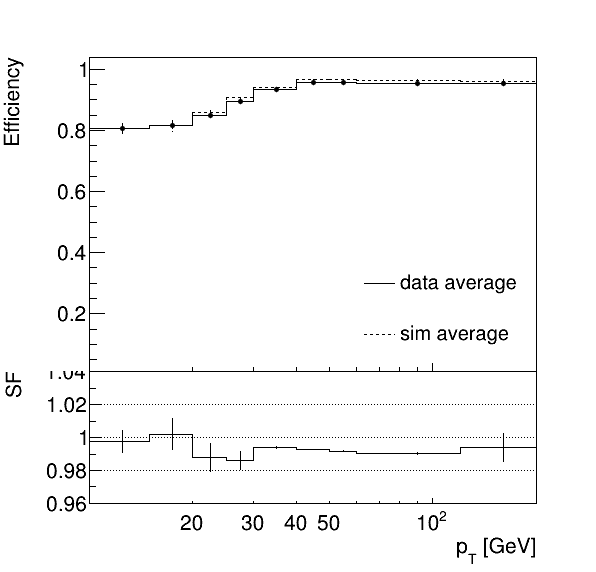 Efficiency
1
0.8
0.6
0.4
0.2
data average
sim average
SF
1.04
1.02
1
0.98
0.96
20 30 40 50 10²
p_T [GeV]